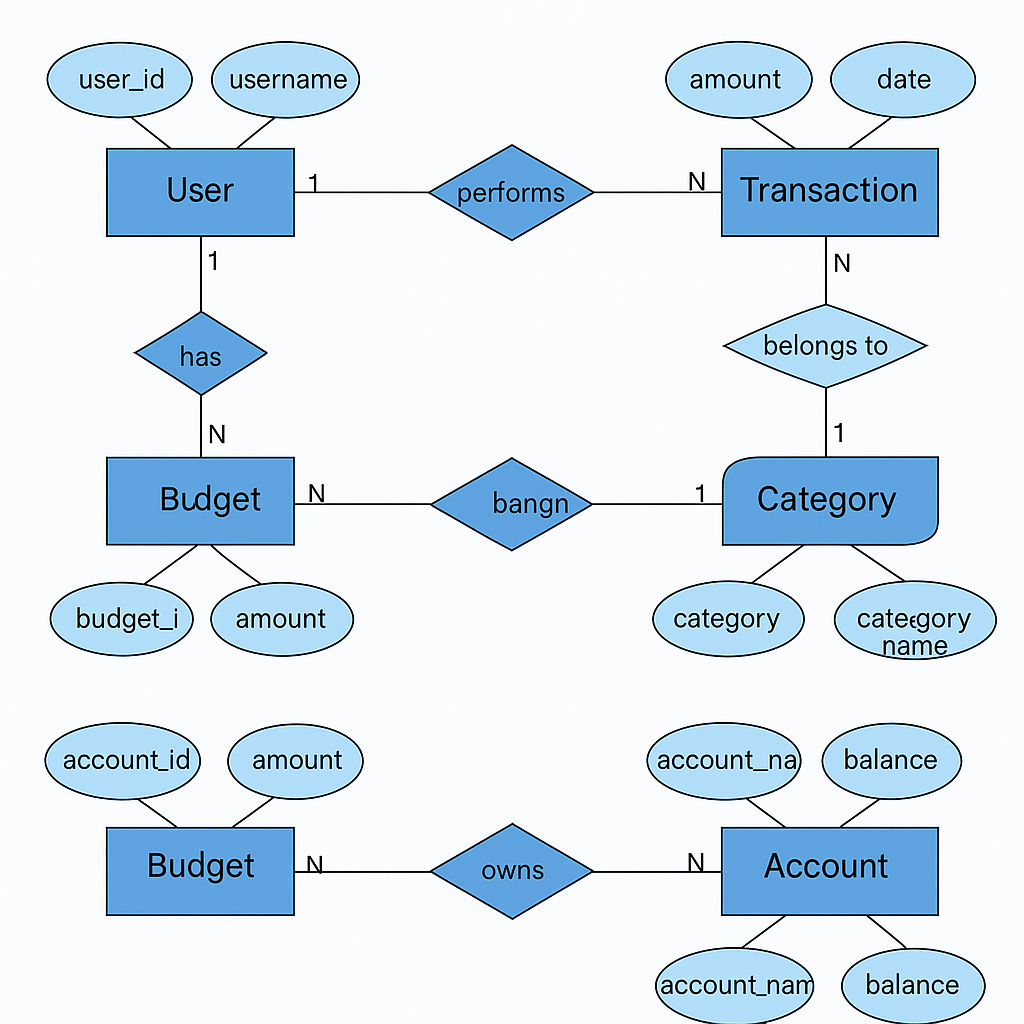 user_id
username
amount
date
User
1
performs
N
Transaction
1
N
has
belongs to
N
1
Budget
N
bangn
1
Category
budget_i
amount
category
category
name
account_id
amount
account_na
balance
Budget
N
owns
N
Account
account_nam
balance